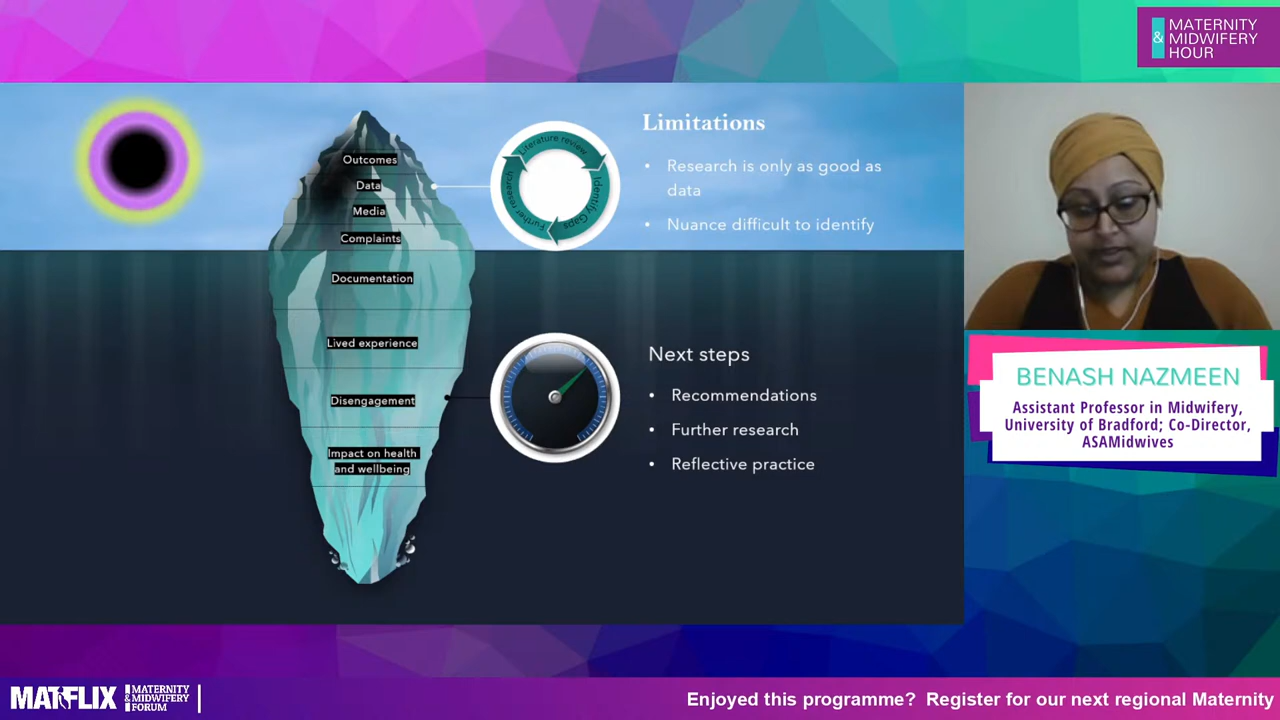 &
MATERNITY
MIDWIFERY
HOUR
Outcomes
Data
Media
Complaints
Documentation
Lived experience
Disengagement
Impact on health
and wellbeing
Literature review
Identify Gaps
Further research
Limitations
• Research is only as good as
data
• Nuance difficult to identify
Next steps
• Recommendations
• Further research
• Reflective practice
BENASH NAZMEEN
Assistant Professor in Midwifery,
University of Bradford; Co-Director,
ASAMidwives
MATFLIX
MATERNITY
& MIDWIFERY
FORUM
Enjoyed this programme? Register for our next regional Maternity